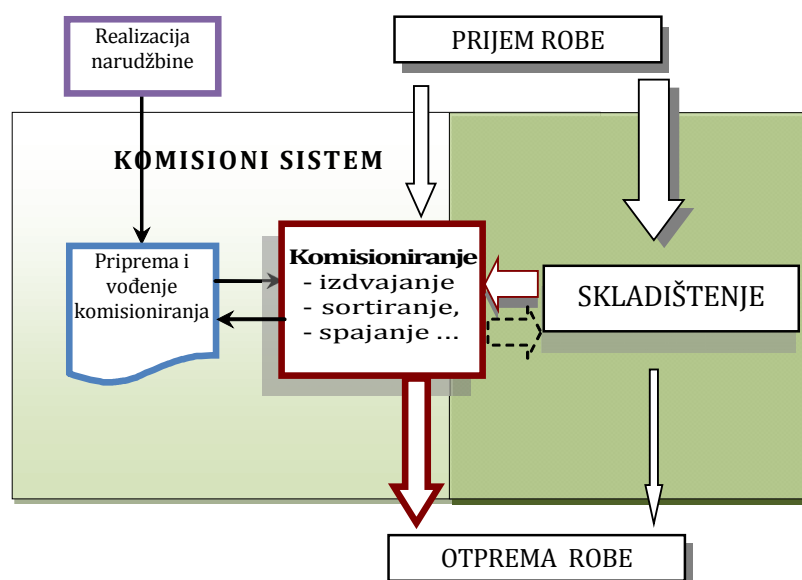 Realizacija
narudžbine
PRIJEM ROBE
KOMISIONI SISTEM
Priprema i
vođenje
komisioniranja
Komisioniranje
- izdvajanje
- sortiranje,
- spajanje ...
SKLADIŠTENJE
OTPREMA ROBE